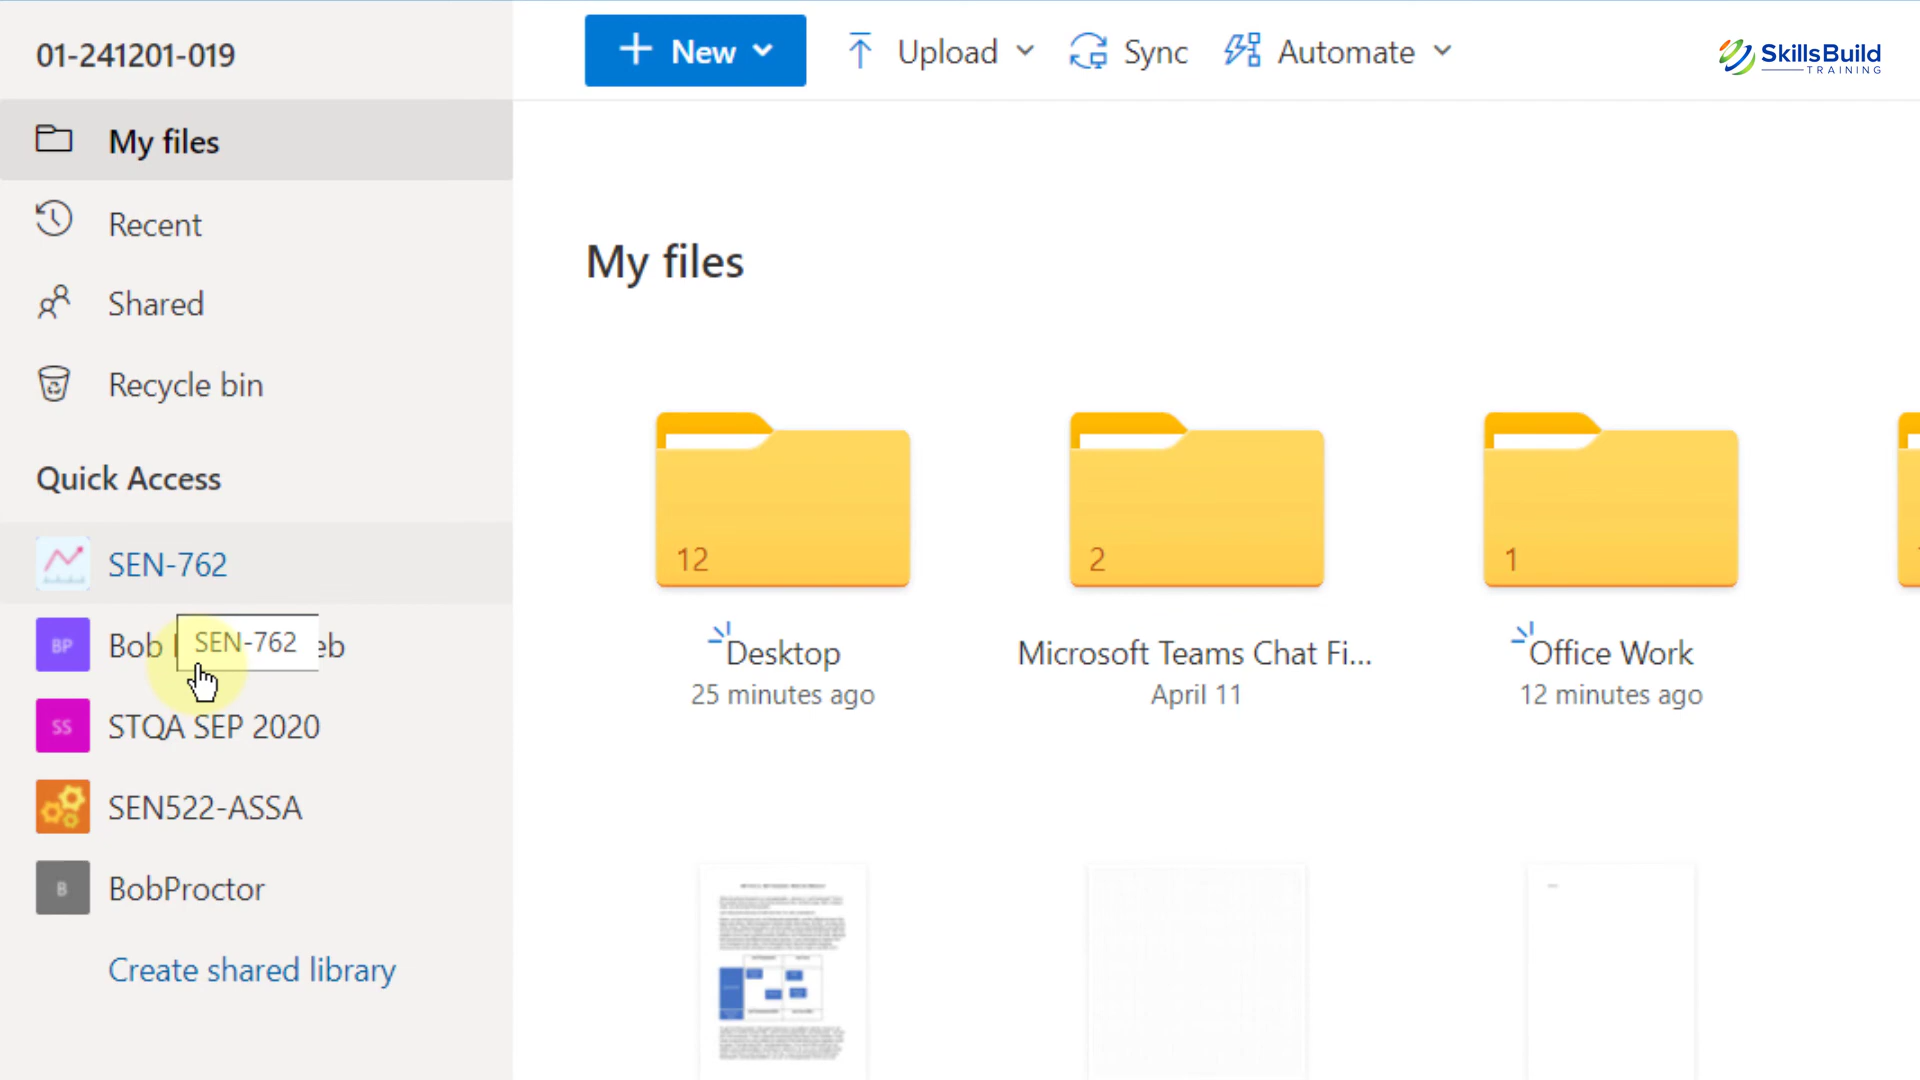 01-241201-019
My files
Recent
Shared
Recycle bin
Quick Access
SEN-762
BP Bob
SEN-762
SS STQA SEP 2020
SEN522-ASSA
B BobProctor
Create shared library
New
Upload
Sync
Automate
SkillsBuild
TRAINING
My files
12
2
1
Desktop
25 minutes ago
Microsoft Teams Chat Fi...
April 11
Office Work
12 minutes ago